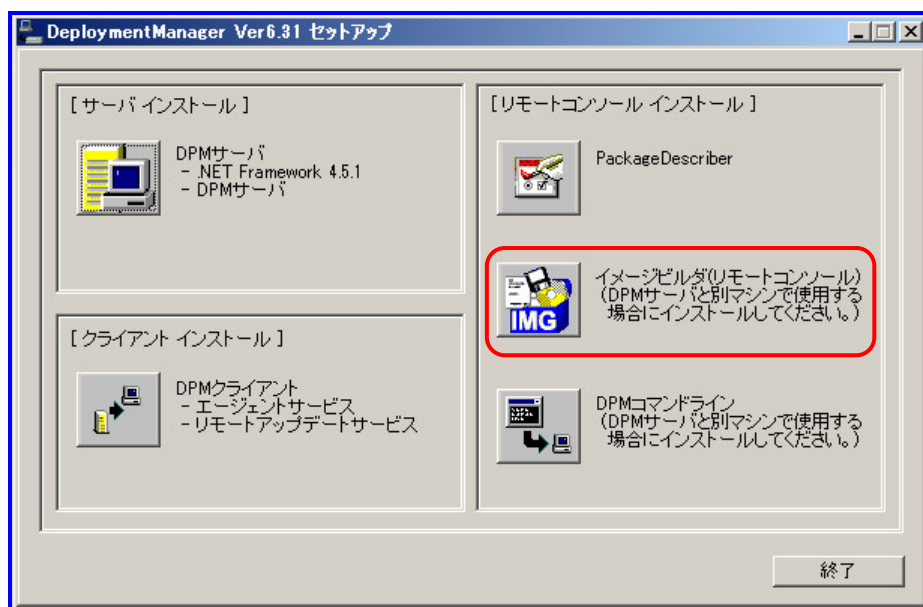 DeploymentManager Ver6.31 セットアップ
[サーバ インストール]
DPMサーバ
- .NET Framework 4.5.1
- DPMサーバ
[クライアント インストール]
DPMクライアント
- エージェントサービス
- リモートアップデートサービス
[リモートコンソール インストール]
PackageDescriber
IMG
イメージビルダ(リモートコンソール)
(DPMサーバと別マシンで使用する
場合にインストールしてください。)
DPMコマンドライン
(DPMサーバと別マシンで使用する
場合にインストールしてください。)
終了